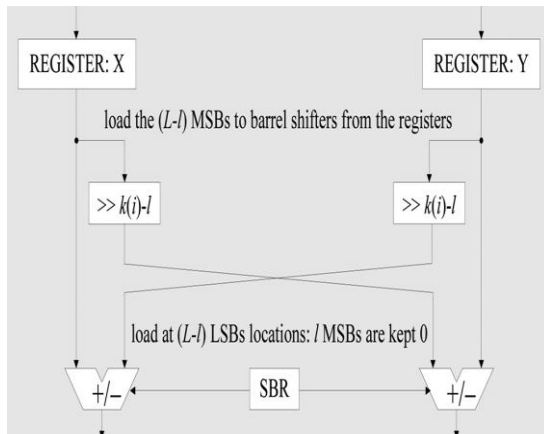 REGISTER: X
REGISTER: Y
load the (L-l) MSBs to barrel shifters from the registers
>> k(i)-l
>> k(i)-l
load at (L-l) LSBs locations: l MSBs are kept 0
+/−
SBR
+/−